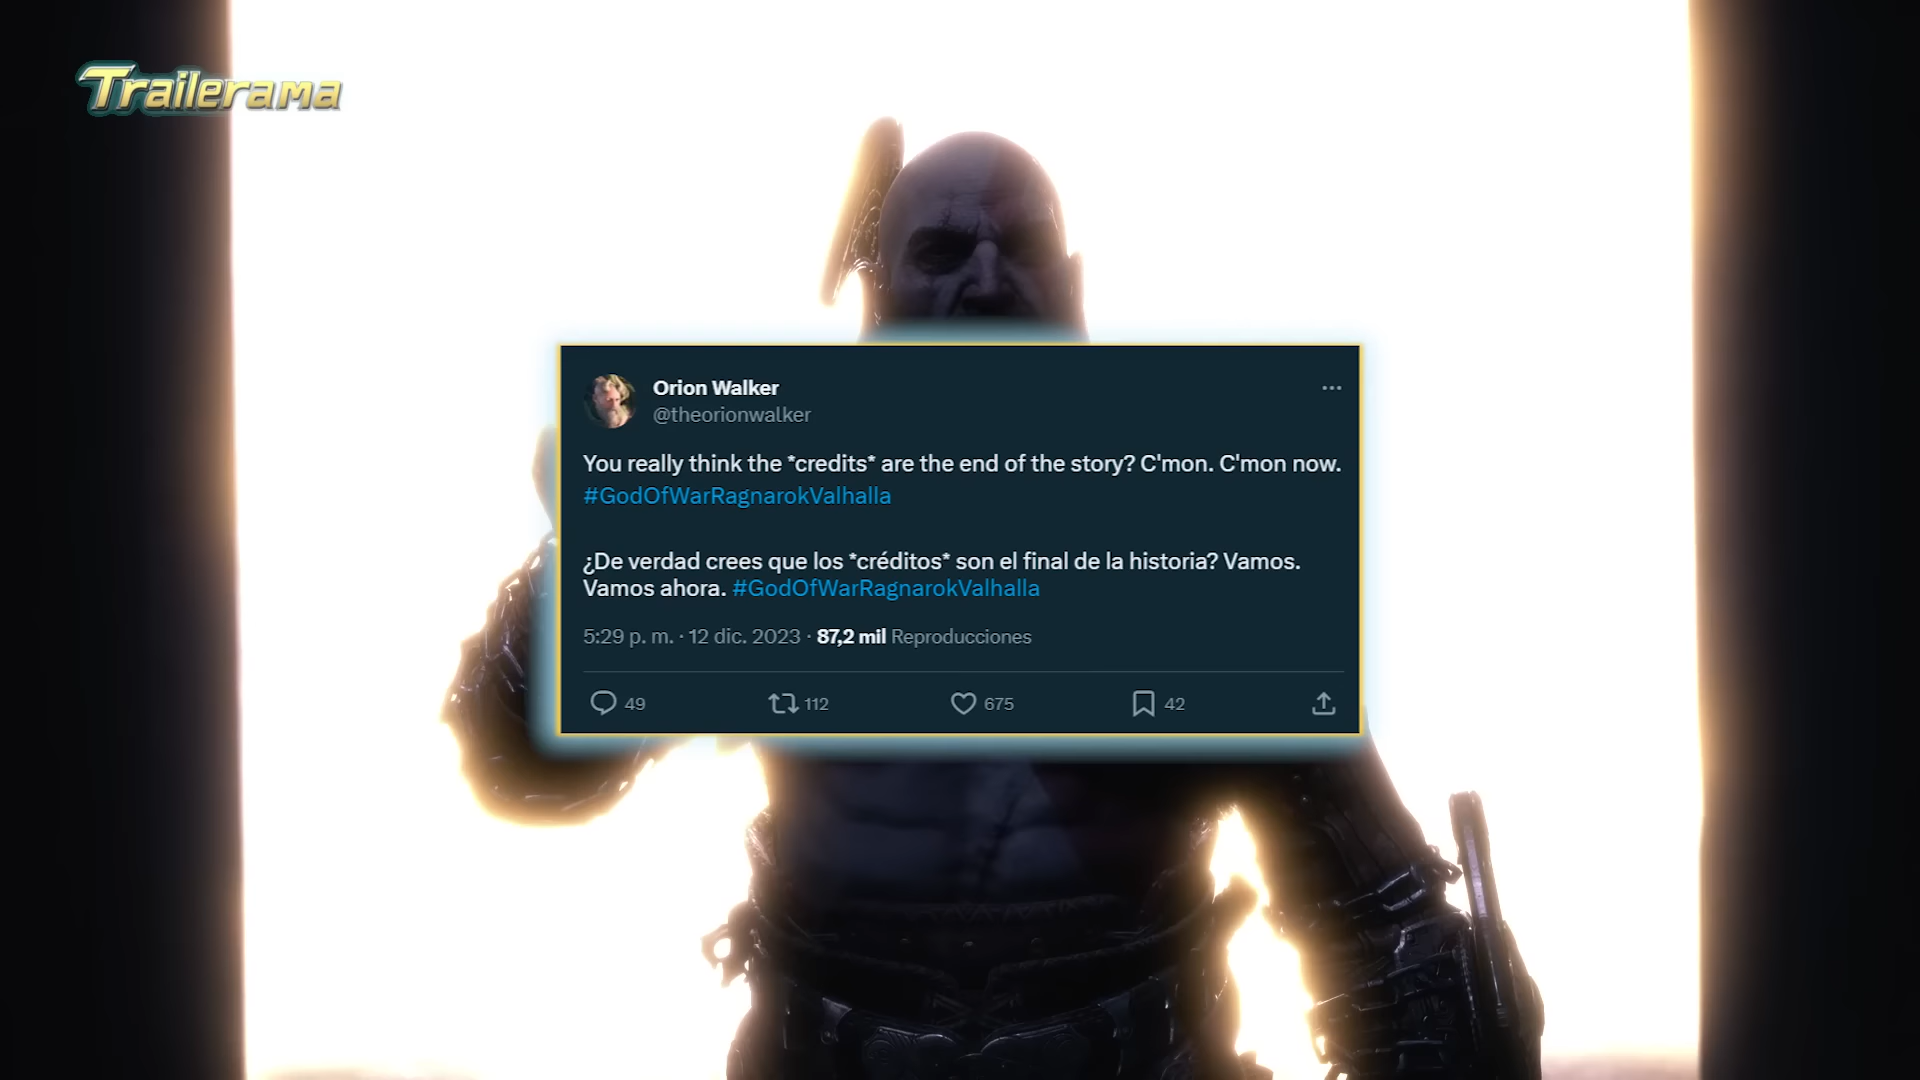 Trailerama
Orion Walker
@theorionwalker
You really think the *credits* are the end of the story? C'mon. C'mon now.
#GodOfWarRagnarokValhalla
¿De verdad crees que los *créditos* son el final de la historia? Vamos.
Vamos ahora. #GodOfWarRagnarokValhalla
5:29 p. m. · 12 dic. 2023 · 87,2 mil Reproducciones
49 112 675 42